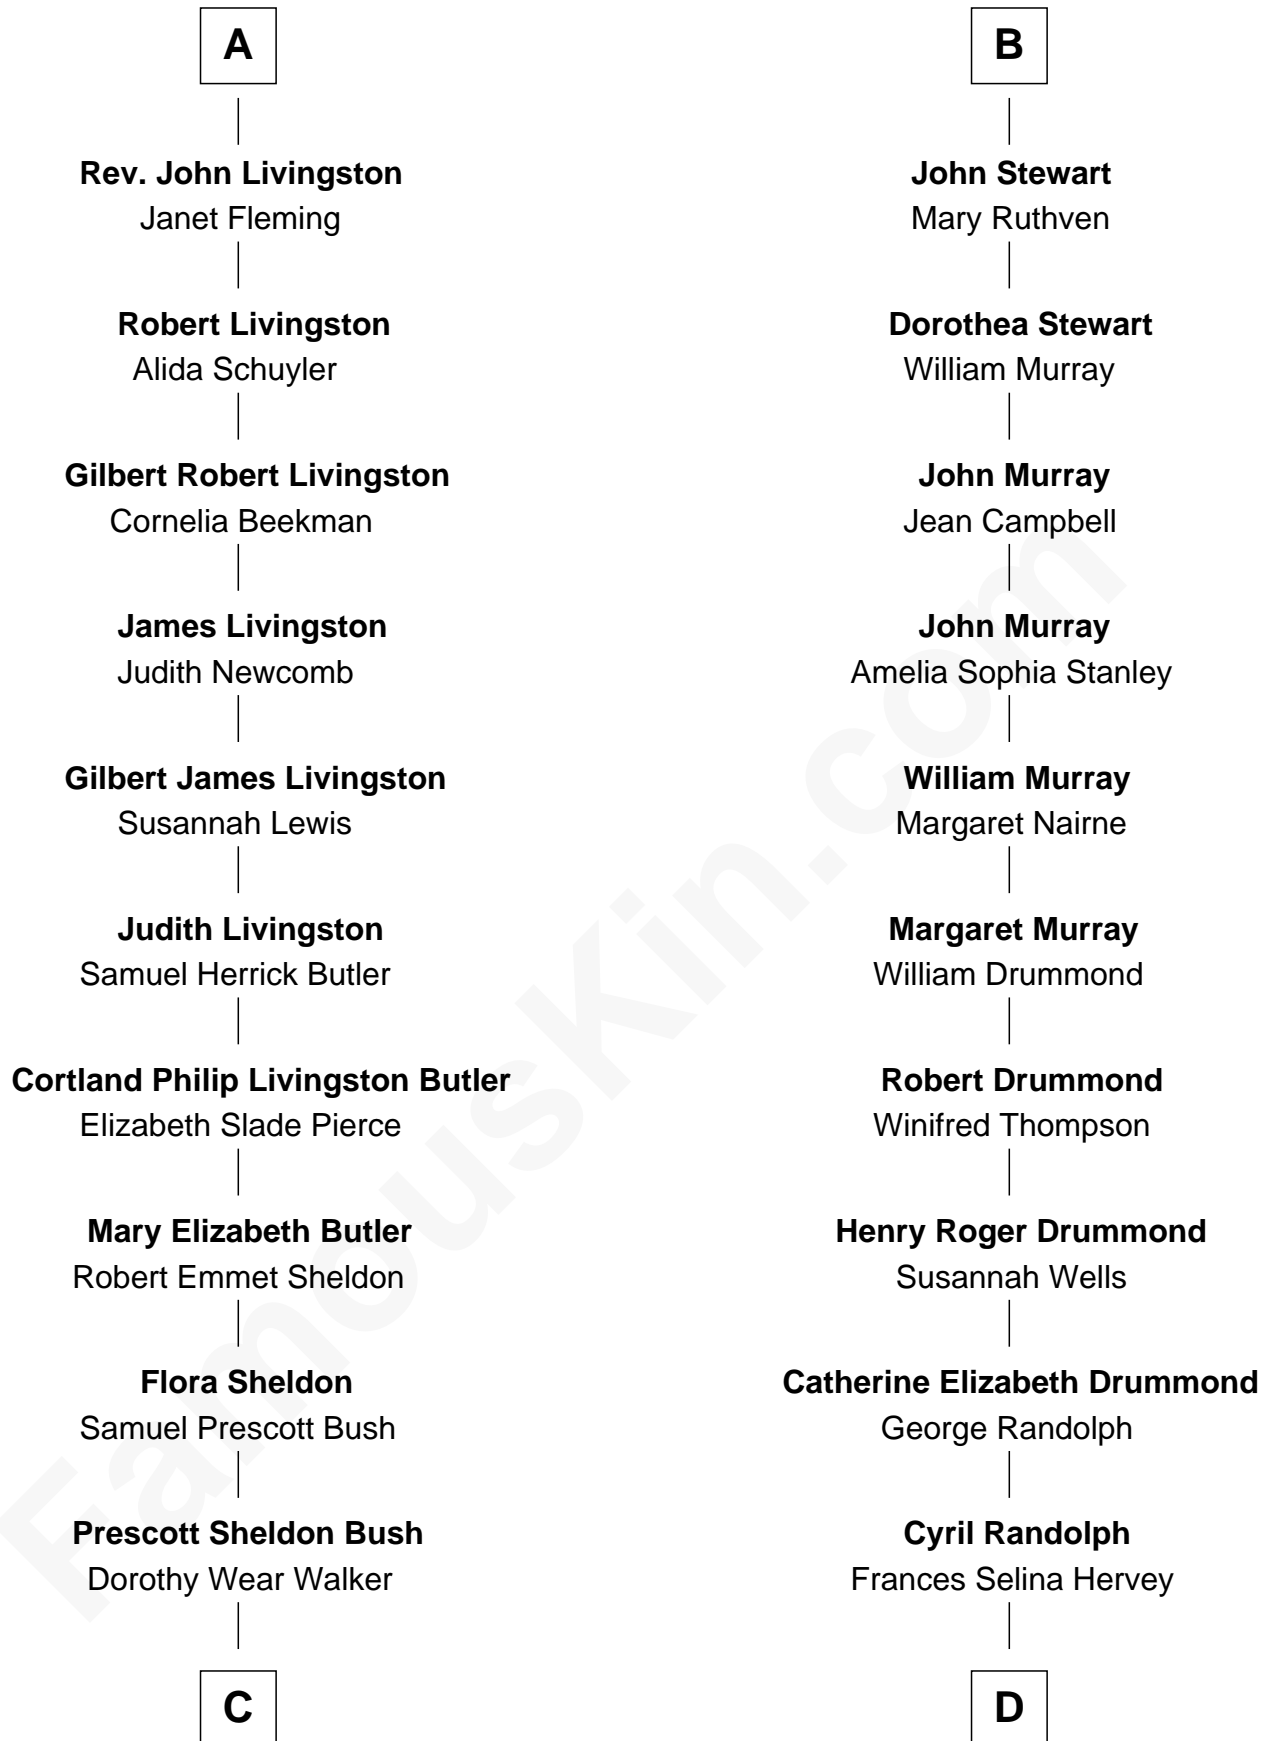 A
Rev. John Livingston
Janet Fleming
Robert Livingston
Alida Schuyler
Gilbert Robert Livingston
Cornelia Beekman
James Livingston
Judith Newcomb
Gilbert James Livingston
Susannah Lewis
Judith Livingston
Samuel Herrick Butler
Cortland Philip Livingston Butler
Elizabeth Slade Pierce
Mary Elizabeth Butler
Robert Emmet Sheldon
Flora Sheldon
Samuel Prescott Bush
Prescott Sheldon Bush
Dorothy Wear Walker
C
B
John Stewart
Mary Ruthven
Dorothea Stewart
William Murray
John Murray
Jean Campbell
John Murray
Amelia Sophia Stanley
William Murray
Margaret Nairne
Margaret Murray
William Drummond
Robert Drummond
Winifred Thompson
Henry Roger Drummond
Susannah Wells
Catherine Elizabeth Drummond
George Randolph
Cyril Randolph
Frances Selina Hervey
D
FamousKin.com